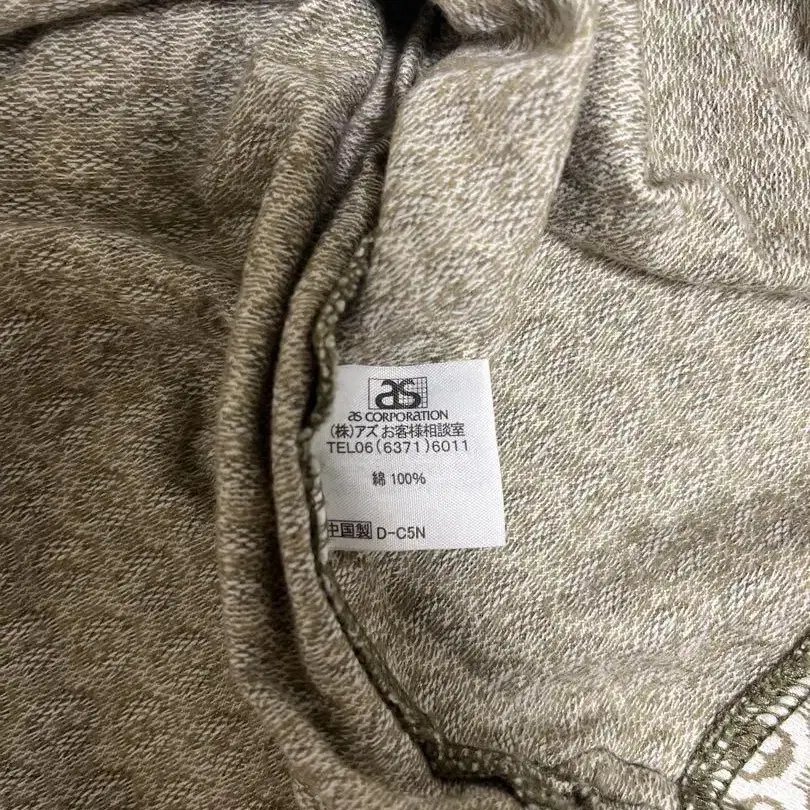 as
as CORPORATION
(株)アズ お客様相談室
TEL06(6371)6011
綿 100%
中国製 D-C5N